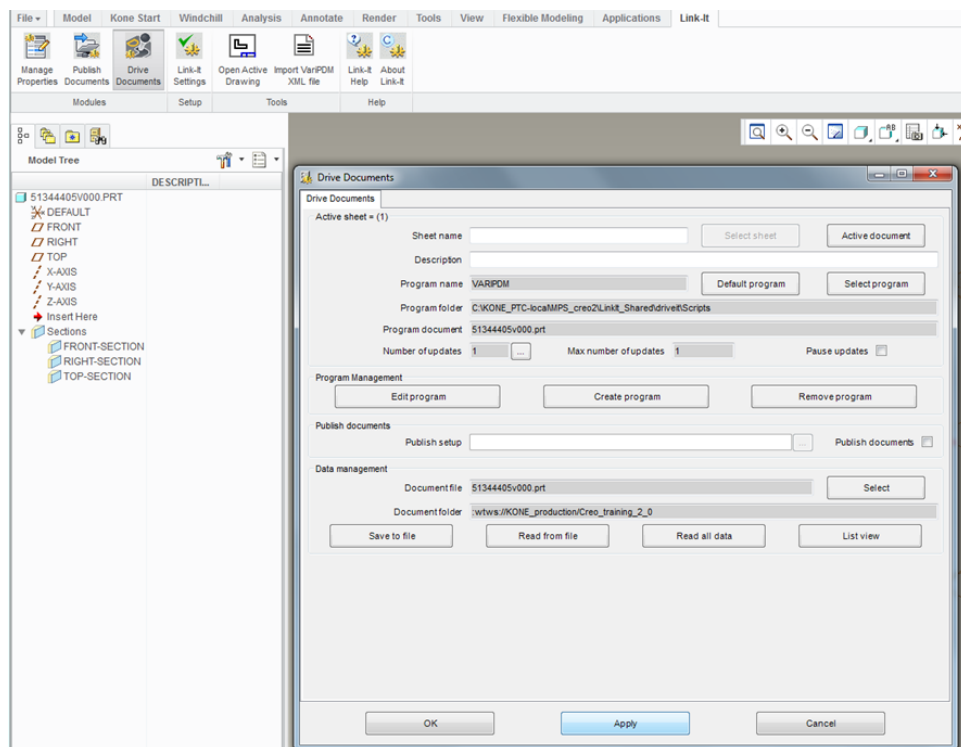 File Model Kone Start Windchill Analysis Annotate Render Tools View Flexible Modeling Applications Link-It
Manage Properties
Publish Documents
Drive Documents
Link-It Settings
Open Active Drawing
Import VariPDM XML file
Link-It Help
About Link-It
Modules Setup Tools Help
Model Tree
DESCRIPTI...
51344405V000.PRT
DEFAULT
FRONT
RIGHT
TOP
X-AXIS
Y-AXIS
Z-AXIS
Insert Here
Sections
FRONT-SECTION
RIGHT-SECTION
TOP-SECTION
Drive Documents
Drive Documents
Active sheet = (1)
Sheet name Select sheet Active document
Description
Program name VARIPDM Default program Select program
Program folder C:\KONE_PTC-local\MPS_creo2\LinkIt_Shared\driveit\Scripts
Program document 51344405v000.prt
Number of updates 1 ... Max number of updates 1 Pause updates
Program Management
Edit program Create program Remove program
Publish documents
Publish setup ... Publish documents
Data management
Document file 51344405v000.prt Select
Document folder :wtws://KONE_production/Creo_training_2_0
Save to file Read from file Read all data List view
OK Apply Cancel